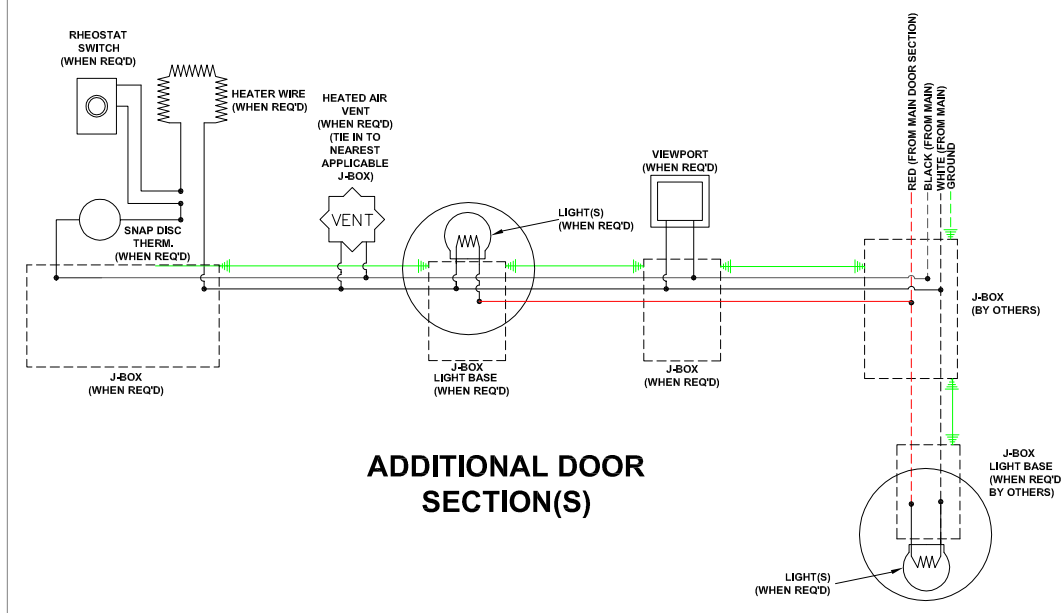 RHEOSTAT
SWITCH
(WHEN REQ'D)
HEATER WIRE
(WHEN REQ'D)
HEATED AIR
VENT
(WHEN REQ'D)
(TIE IN TO
NEAREST
APPLICABLE
J-BOX)
VENT
LIGHT(S)
(WHEN REQ'D)
VIEWPORT
(WHEN REQ'D)
RED (FROM MAIN DOOR SECTION)
BLACK (FROM MAIN)
WHITE (FROM MAIN)
GROUND
SNAP DISC
THERM.
(WHEN REQ'D)
J-BOX
(WHEN REQ'D)
J-BOX
LIGHT BASE
(WHEN REQ'D)
J-BOX
(WHEN REQ'D)
J-BOX
(BY OTHERS)
ADDITIONAL DOOR
SECTION(S)
J-BOX
LIGHT BASE
(WHEN REQ'D
BY OTHERS)
LIGHT(S)
(WHEN REQ'D)